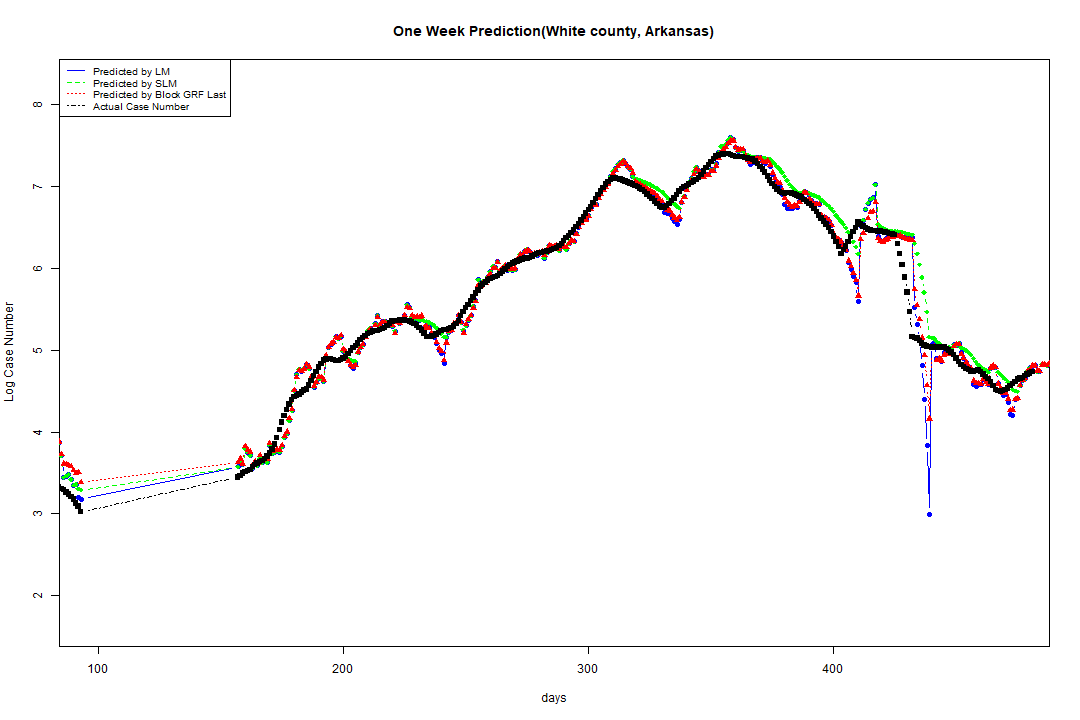 One Week Prediction(White county, Arkansas)
Predicted by LM
Predicted by SLM
Predicted by Block GRF Last
Actual Case Number
8
7
6
5
4
3
2
Log Case Number
100 200 300 400
days